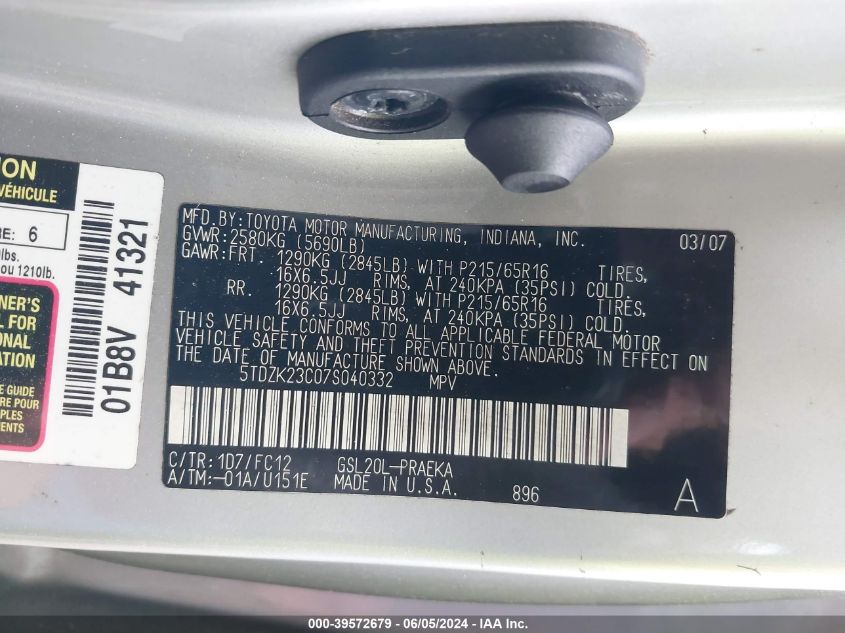 ION
VÉHICULE
RE: 6
lbs.
ou 1210lb.
NER'S
L FOR
ONAL
ATION
E GUIDE
RE POUR
PLES
EMENTS
01B8V 41321
MFD.BY:TOYOTA MOTOR MANUFACTURING, INDIANA, INC. 03/07
GVWR:2580KG (5690LB)
GAWR:FRT. 1290KG (2845LB) WITH P215/65R16 TIRES,
16X6.5JJ RIMS, AT 240KPA (35PSI) COLD.
RR. 1290KG (2845LB) WITH P215/65R16 TIRES,
16X6.5JJ RIMS, AT 240KPA (35PSI) COLD.
THIS VEHICLE CONFORMS TO ALL APPLICABLE FEDERAL MOTOR
VEHICLE SAFETY AND THEFT PREVENTION STANDARDS IN EFFECT ON
THE DATE OF MANUFACTURE SHOWN ABOVE.
5TDZK23C07S040332 MPV
C/TR:1D7/FC12 GSL20L-PRAEKA
A/TM:-01A/U151E MADE IN U.S.A. 896 A
000-39572679 - 06/05/2024 - IAA Inc.